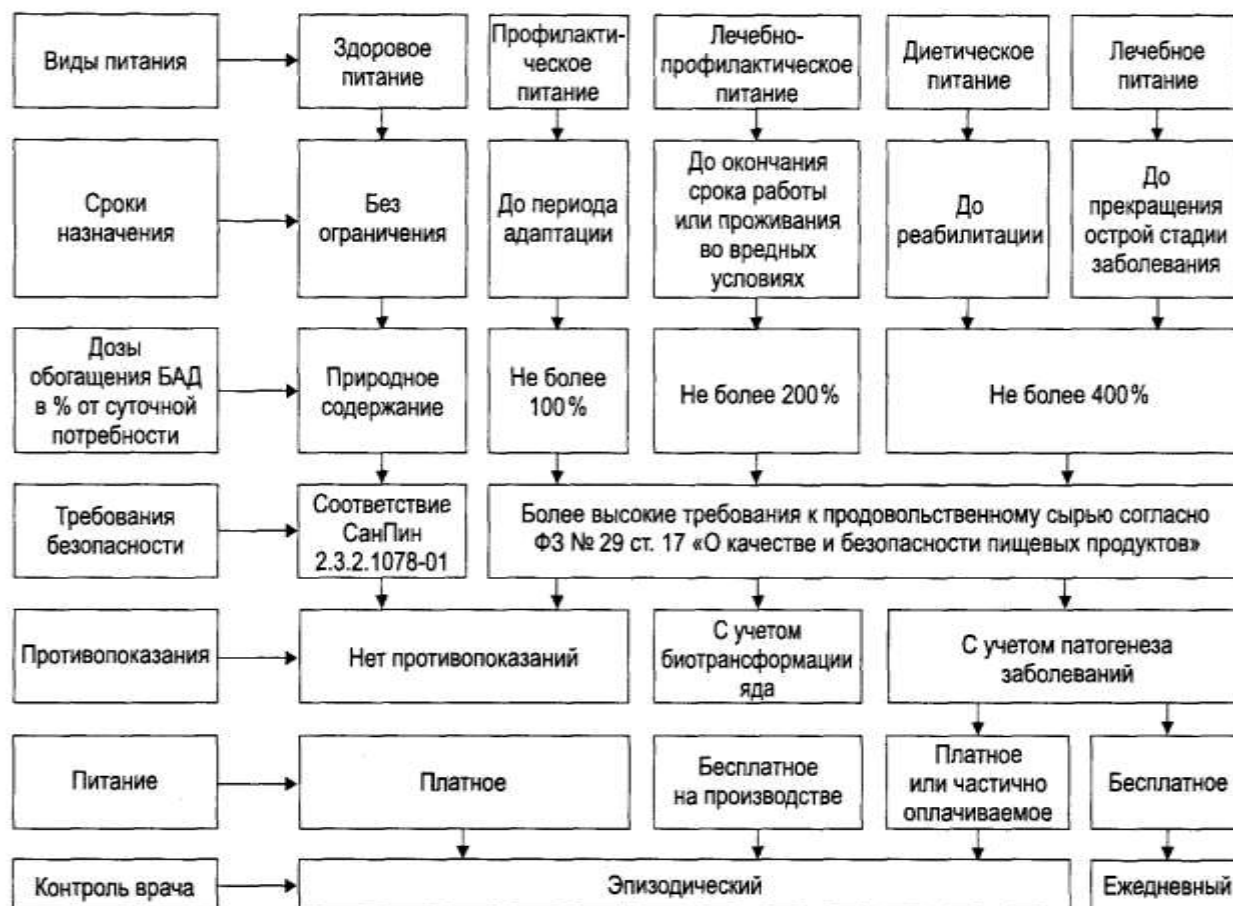 Виды питания
Здоровое
питание
Профилакти-
ческое
питание
Лечебно-
профилактическое
питание
Диетическое
питание
Лечебное
питание
Сроки
назначения
Без
ограничения
До периода
адаптации
До окончания
срока работы
или проживания
во вредных
условиях
До
реабилитации
До
прекращения
острой стадии
заболевания
Дозы
обогащения БАД
в % от суточной
потребности
Природное
содержание
Не более
100%
Не более 200%
Не более 400%
Требования
безопасности
Соответствие
СанПин
2.3.2.1078-01
Более высокие требования к продовольственному сырью согласно
ФЗ № 29 ст. 17 «О качестве и безопасности пищевых продуктов»
Противопоказания
Нет противопоказаний
С учетом
биотрансформации
яда
С учетом патогенеза
заболеваний
Питание
Платное
Бесплатное
на производстве
Платное
или частично
оплачиваемое
Бесплатное
Контроль врача
Эпизодический
Ежедневный